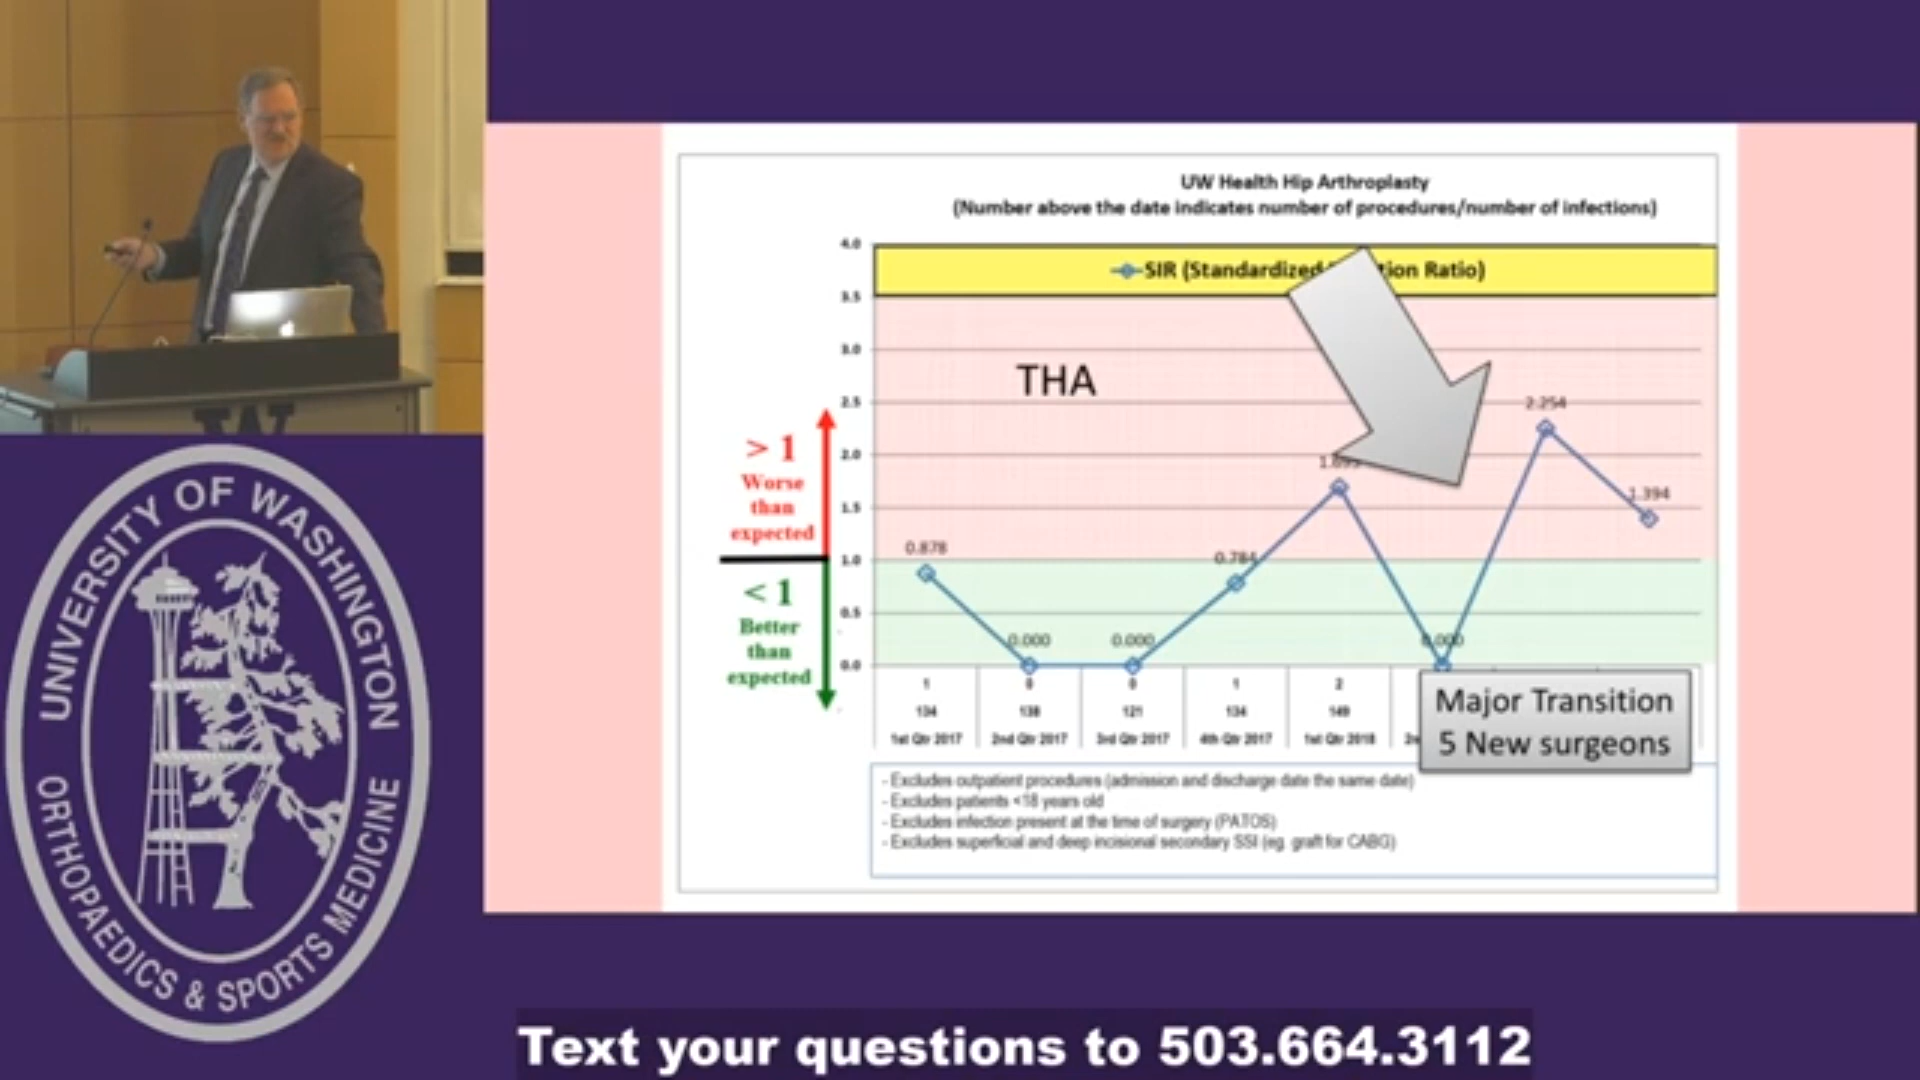 UW Health Hip Arthroplasty
(Number above the date indicates number of procedures/number of infections)
SIR (Standardized tion Ratio)
4.0
3.5
3.0
2.5
2.0
1.5
1.0
0.5
0.0
THA
> 1
Worse
than
expected
< 1
Better
than
expected
0.878
0.000
0.000
0.784
0.000
2.254
1.394
1 0 0 1 2
134 138 121 134 149
1st Qtr 2017 2nd Qtr 2017 3rd Qtr 2017 4th Qtr 2017 1st Qtr 2018
Major Transition
5 New surgeons
- Excludes outpatient procedures (admission and discharge date the same date)
- Excludes patients <18 years old
- Excludes infection present at the time of surgery (PATOS)
- Excludes superficial and deep incisional secondary SSI (eg. graft for CABG)
UNIVERSITY OF WASHINGTON
ORTHOPAEDICS & SPORTS MEDICINE
Text your questions to 503.664.3112